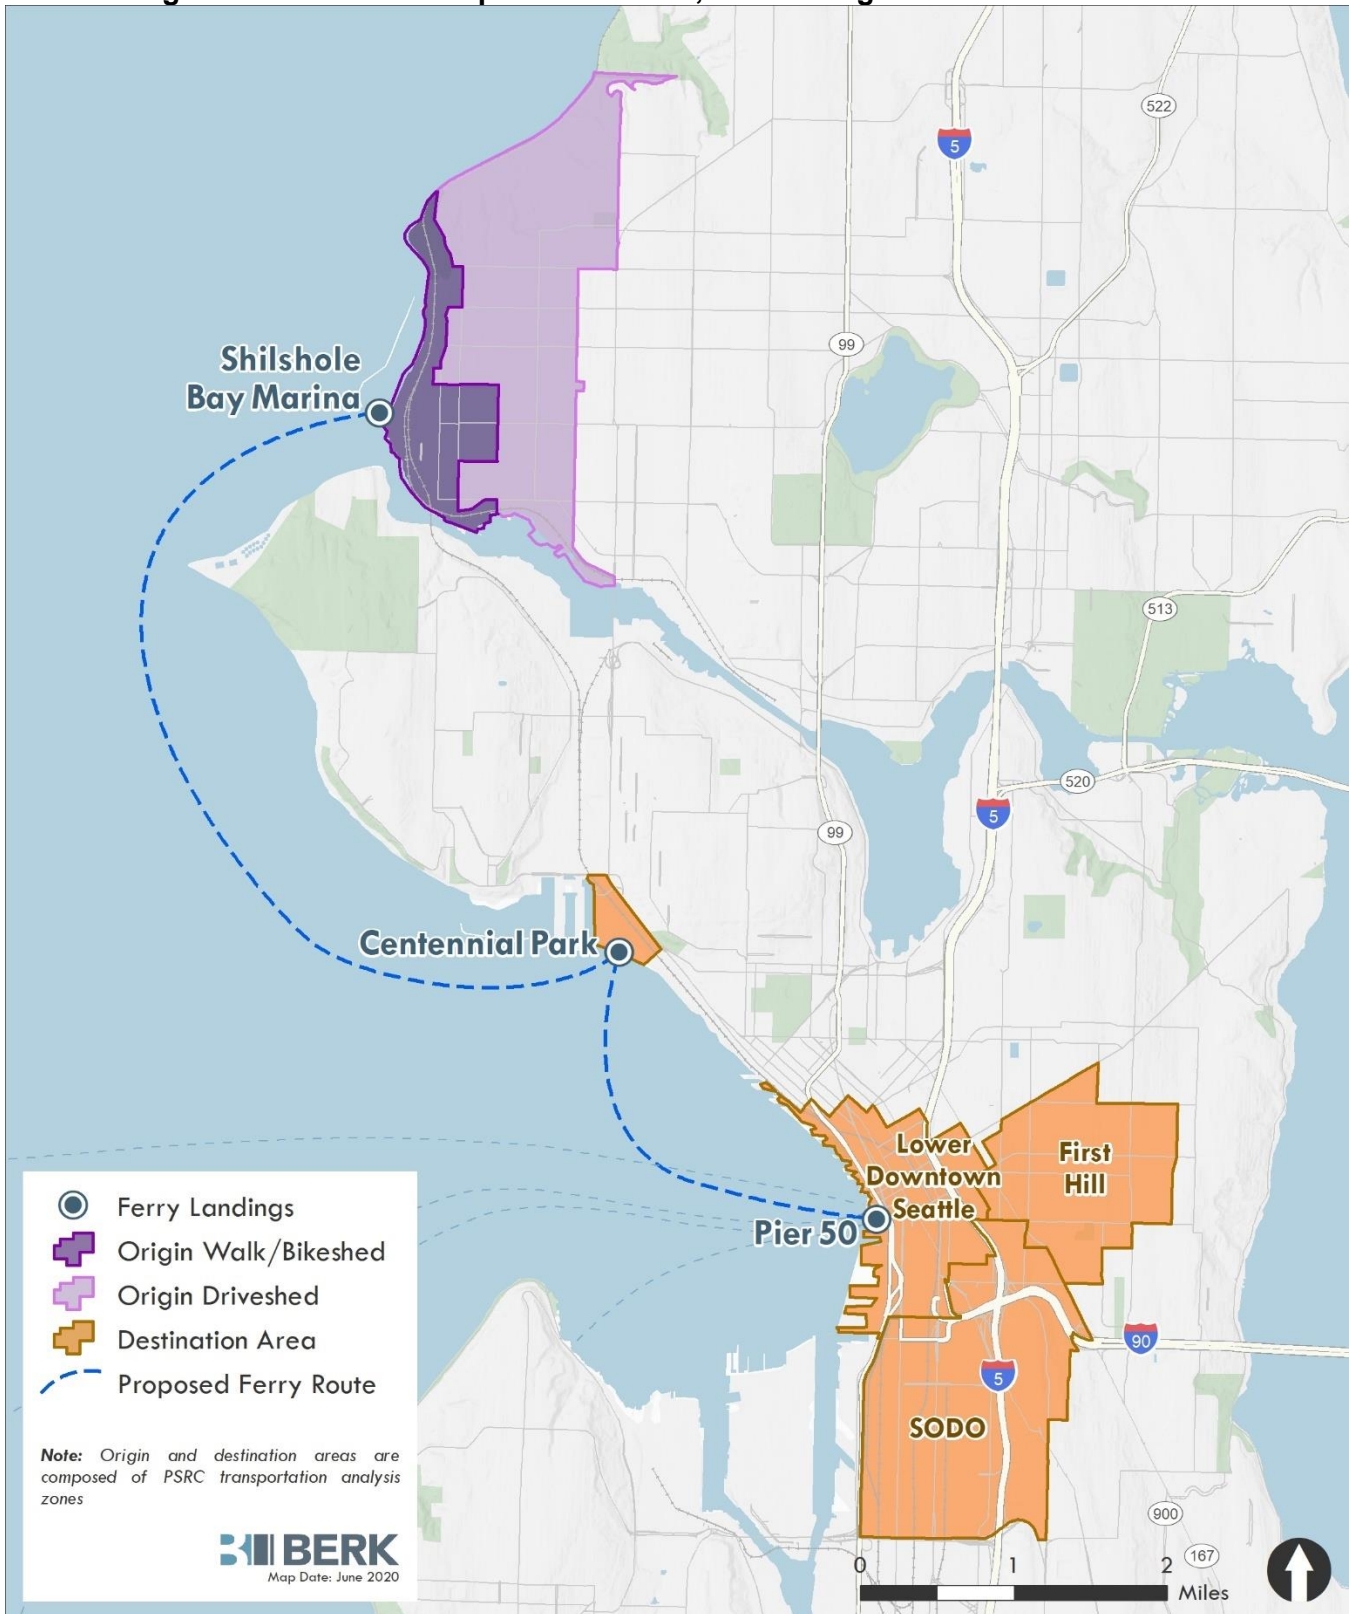 522
5
99
Shilshole
Bay Marina
513
520
5
99
Centennial Park
Lower
Downtown
Seattle
First
Hill
Pier 50
90
5
SODO
900
167
Ferry Landings
Origin Walk/Bikeshed
Origin Driveshed
Destination Area
Proposed Ferry Route
Note: Origin and destination areas are
composed of PSRC transportation analysis
zones
BERK
Map Date: June 2020
0 1 2
Miles